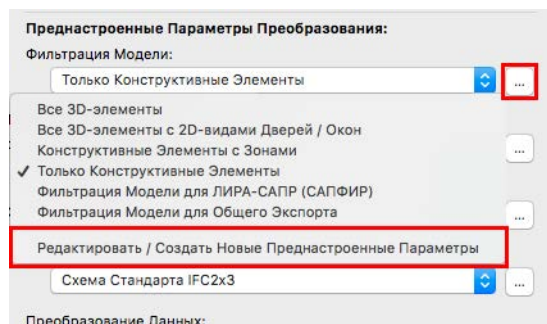 Преднастроенные Параметры Преобразования:
Фильтрация Модели:
Только Конструктивные Элементы
...
Все 3D-элементы
Все 3D-элементы с 2D-видами Дверей / Окон
Конструктивные Элементы с Зонами
...
✓ Только Конструктивные Элементы
Фильтрация Модели для ЛИРА-САПР (САПФИР)
Фильтрация Модели для Общего Экспорта
...
Редактировать / Создать Новые Преднастроенные Параметры
Схема Стандарта IFC2x3
...
Преобразование Данных: